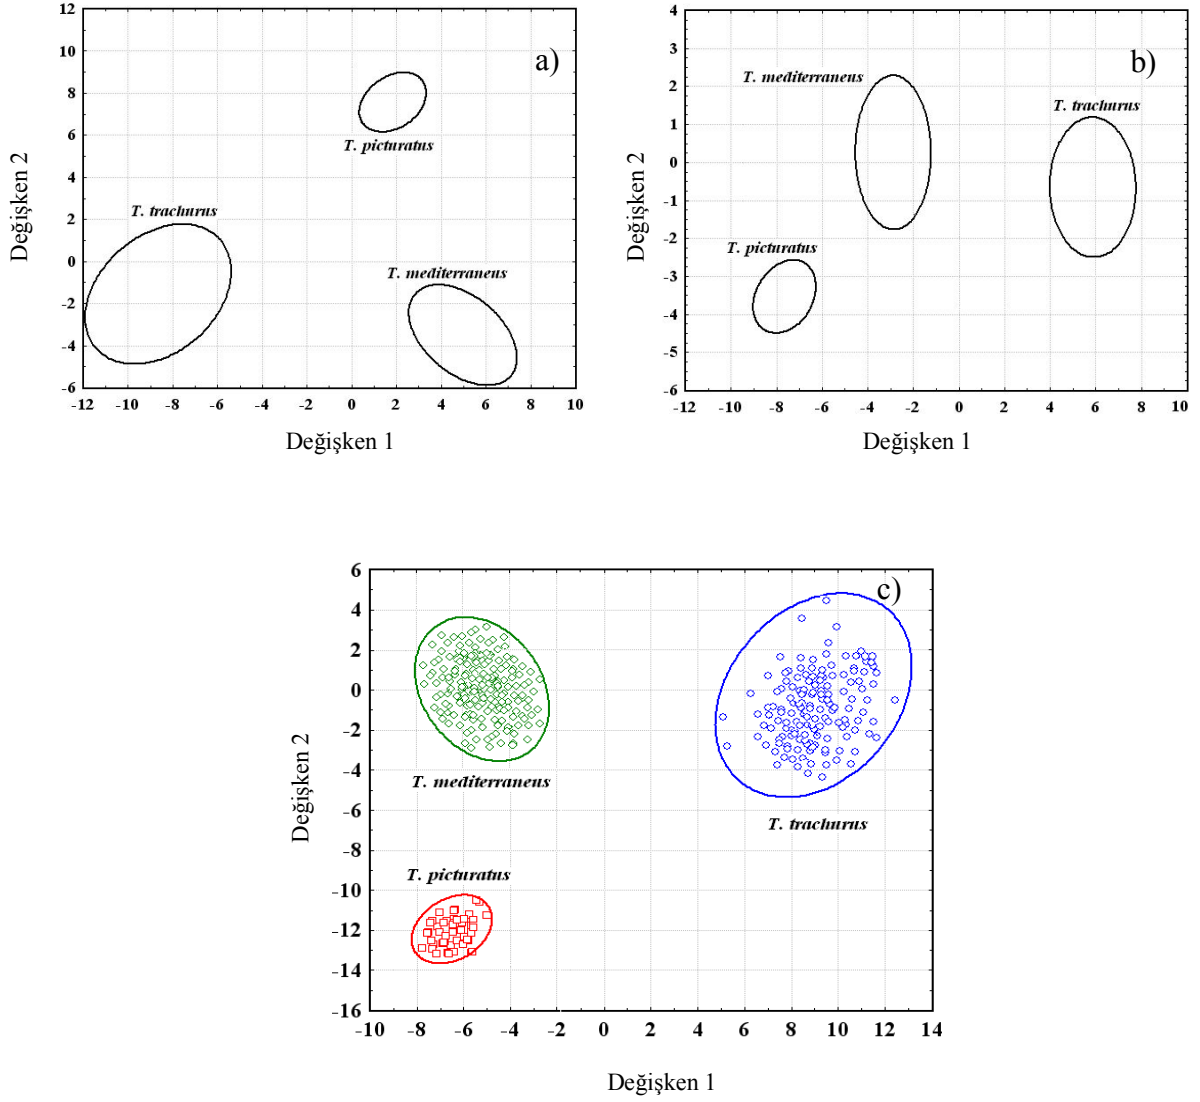 12
10
8
6
4
2
0
-2
-4
-6
-12 -10 -8 -6 -4 -2 0 2 4 6 8 10
Değişken 2
Değişken 1
a)
T. picturatus
T. trachurus
T. mediterraneus
4
3
2
1
0
-1
-2
-3
-4
-5
-6
-12 -10 -8 -6 -4 -2 0 2 4 6 8 10
Değişken 2
Değişken 1
b)
T. mediterraneus
T. trachurus
T. picturatus
6
4
2
0
-2
-4
-6
-8
-10
-12
-14
-16
-10 -8 -6 -4 -2 0 2 4 6 8 10 12 14
Değişken 2
Değişken 1
c)
T. mediterraneus
T. trachurus
T. picturatus